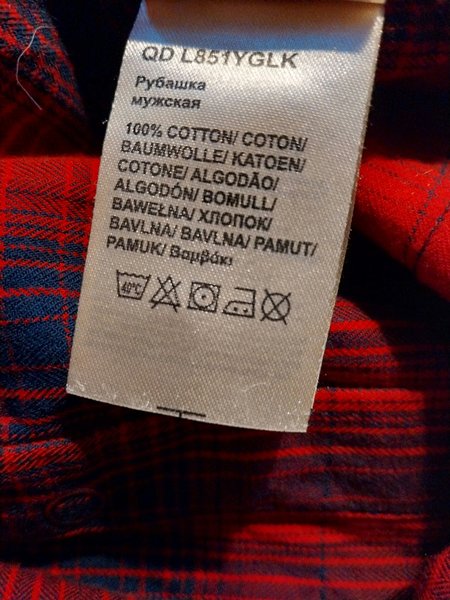 QD L851YGLK
Рубашка
мужская
100% COTTON/ COTON/
BAUMWOLLE/ KATOEN/
COTONE/ ALGODÃO/
ALGODÓN/ BOMULL/
BAWEŁNA/ ХЛОПОК/
BAVLNA/ BAVLNA/ PAMUT/
PAMUK/ Βαμβάκι
40°C